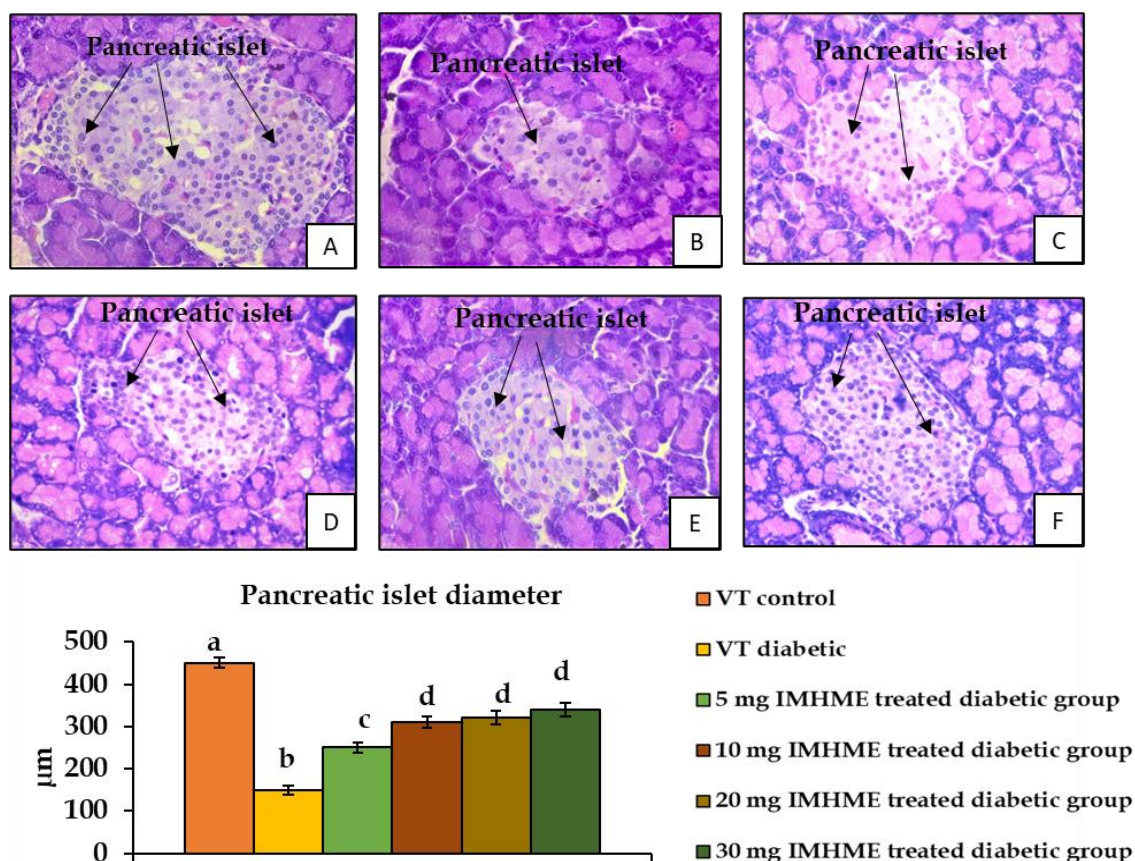 Pancreatic islet
A
Pancreatic islet
B
Pancreatic islet
C
Pancreatic islet
D
Pancreatic islet
E
Pancreatic islet
F
Pancreatic islet diameter
500
400
300
200
100
0
µm
a
b
c
d
d
d
VT control
VT diabetic
5 mg IMHME treated diabetic group
10 mg IMHME treated diabetic group
20 mg IMHME treated diabetic group
30 mg IMHME treated diabetic group